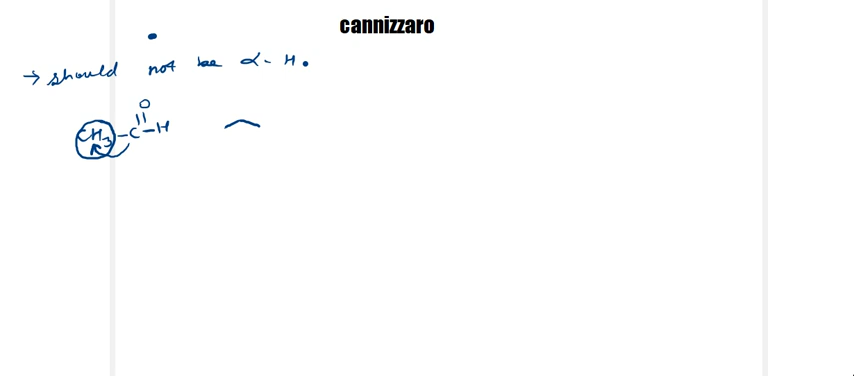 cannizzaro
→ should not be α - H.
O
CH3-C-H